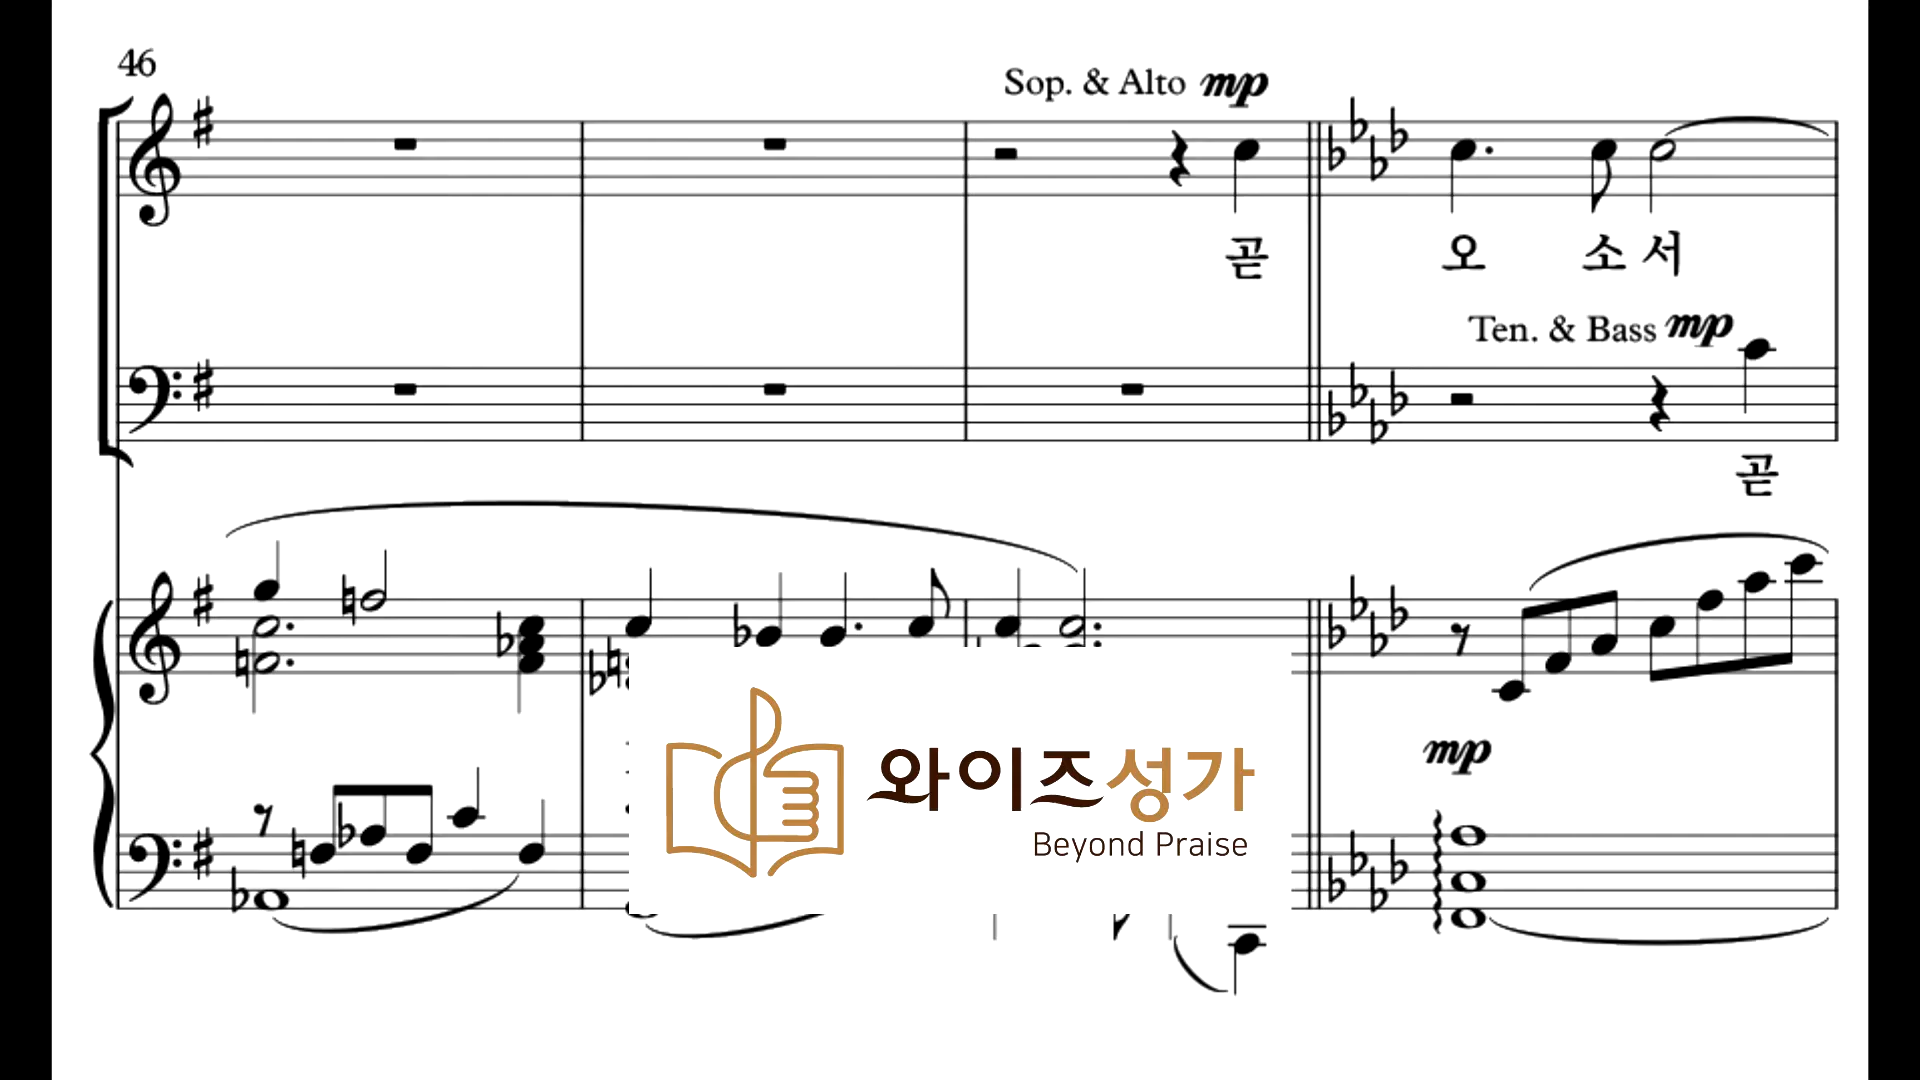 46
Sop. & Alto mp
곧 오 소 서
Ten. & Bass mp
곧
mp
와이즈성가
Beyond Praise